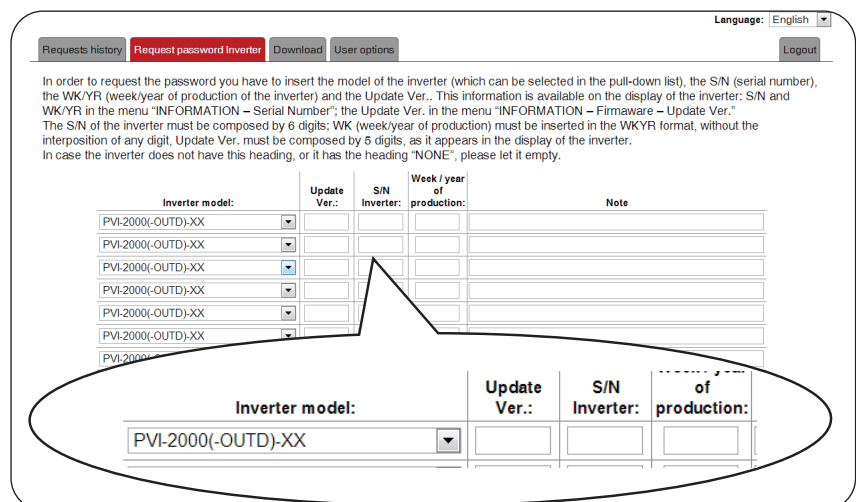 Language: English
Requests history Request password Inverter Download User options Logout
In order to request the password you have to insert the model of the inverter (which can be selected in the pull-down list), the S/N (serial number),
the WK/YR (week/year of production of the inverter) and the Update Ver.. This information is available on the display of the inverter: S/N and
WK/YR in the menu "INFORMATION – Serial Number"; the Update Ver. in the menu "INFORMATION – Firmaware – Update Ver."
The S/N of the inverter must be composed by 6 digits; WK (week/year of production) must be inserted in the WKYR format, without the
interposition of any digit, Update Ver. must be composed by 5 digits, as it appears in the display of the inverter.
In case the inverter does not have this heading, or it has the heading "NONE", please let it empty.
Inverter model: Update Ver.: S/N Inverter: Week / year of production: Note
PVI-2000(-OUTD)-XX
PVI-2000(-OUTD)-XX
PVI-2000(-OUTD)-XX
PVI-2000(-OUTD)-XX
PVI-2000(-OUTD)-XX
PVI-2000(-OUTD)-XX
PVI-2000(-OUTD)-XX
Inverter model: Update Ver.: S/N Inverter: Week / year of production:
PVI-2000(-OUTD)-XX